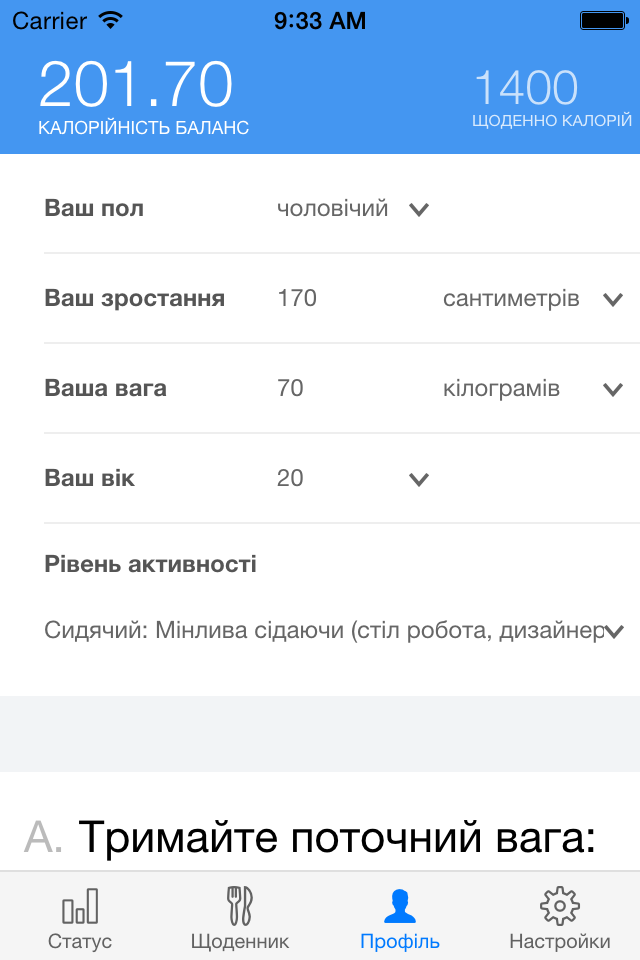 Carrier 9:33 AM
201.70 1400
КАЛОРІЙНІСТЬ БАЛАНС ЩОДЕННО КАЛОРІЙ
Ваш пол чоловічий
Ваш зростання 170 сантиметрів
Ваша вага 70 кілограмів
Ваш вік 20
Рівень активності
Сидячий: Мінлива сідаючи (стіл робота, дизайнер
А. Тримайте поточний вага:
Статус Щоденник Профіль Настройки